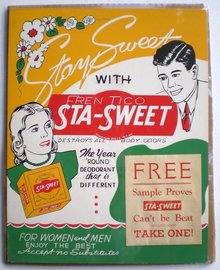 Stay Sweet
WITH
FREN TICO
STA-SWEET
DESTROYS ALL BODY ODORS
The Year
'ROUND
DEODORANT
that is
DIFFERENT
STA-SWEET
FREE
Sample Proves
STA-SWEET
Can't be Beat
TAKE ONE!
FOR WOMEN and MEN
ENJOY THE BEST
Accept no Substitutes